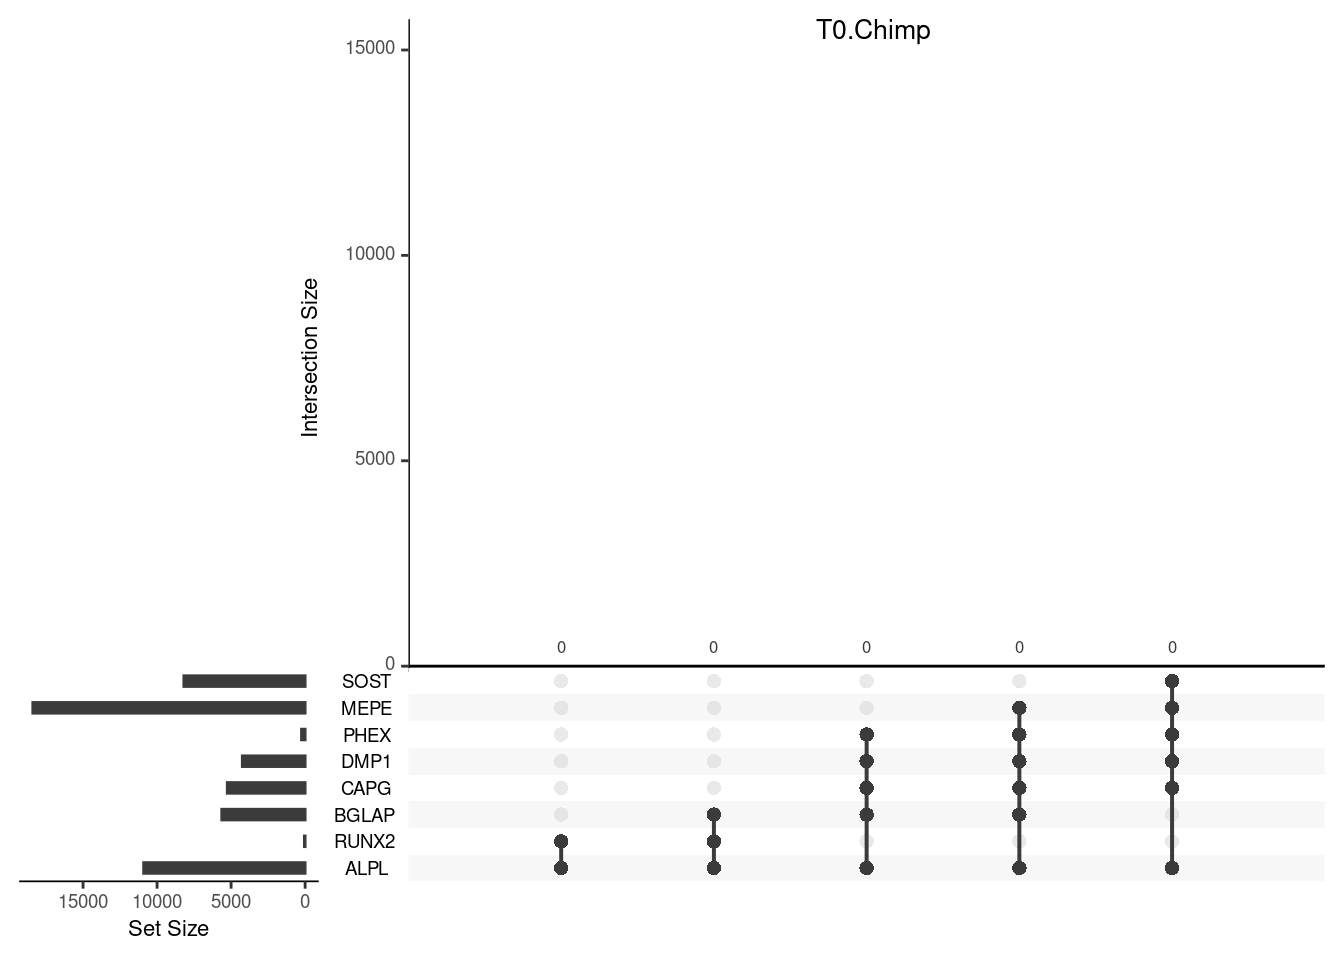 T0.Chimp
15000
10000
5000
0
Intersection Size
0 0 0 0 0
SOST
MEPE
PHEX
DMP1
CAPG
BGLAP
RUNX2
ALPL
15000 10000 5000 0
Set Size